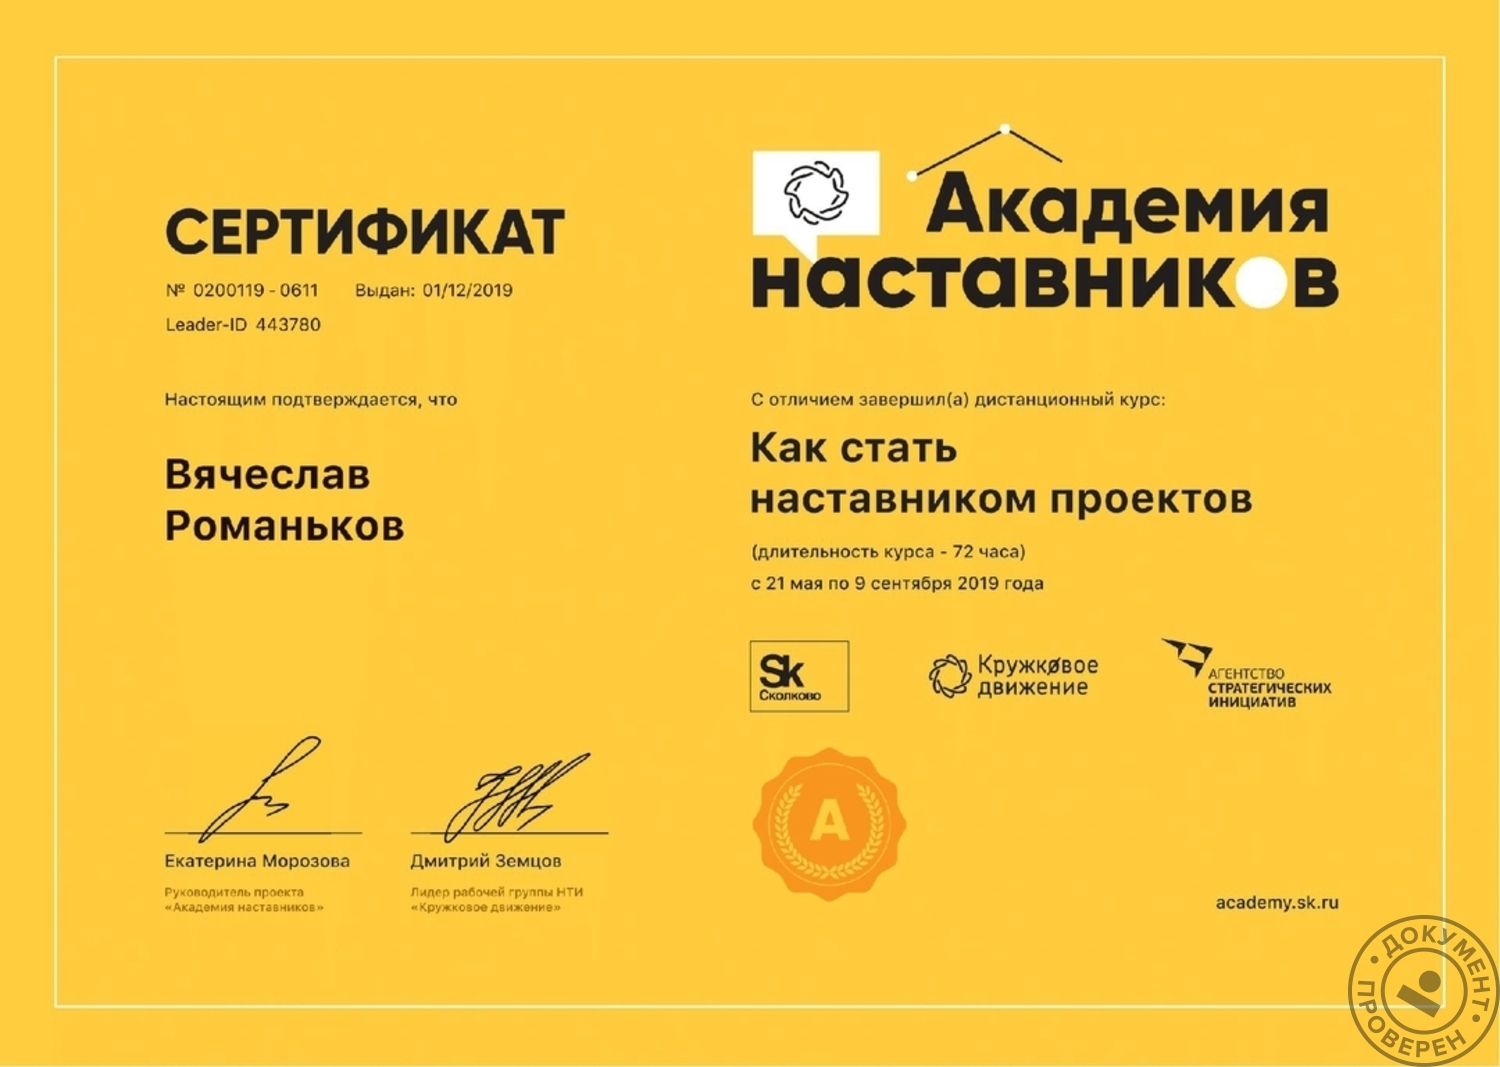 СЕРТИФИКАТ
№ 0200119 - 0611 Выдан: 01/12/2019
Leader-ID 443780
Настоящим подтверждается, что
Вячеслав
Романьков
Екатерина Морозова
Руководитель проекта
«Академия наставников»
Дмитрий Земцов
Лидер рабочей группы НТИ
«Кружковое движение»
Академия
наставников
С отличием завершил(а) дистанционный курс:
Как стать
наставником проектов
(длительность курса - 72 часа)
с 21 мая по 9 сентября 2019 года
Sk
Сколково
Кружковое
движение
АГЕНТСТВО
СТРАТЕГИЧЕСКИХ
ИНИЦИАТИВ
А
academy.sk.ru
ДОКУМЕНТ
ПРОВЕРЕН